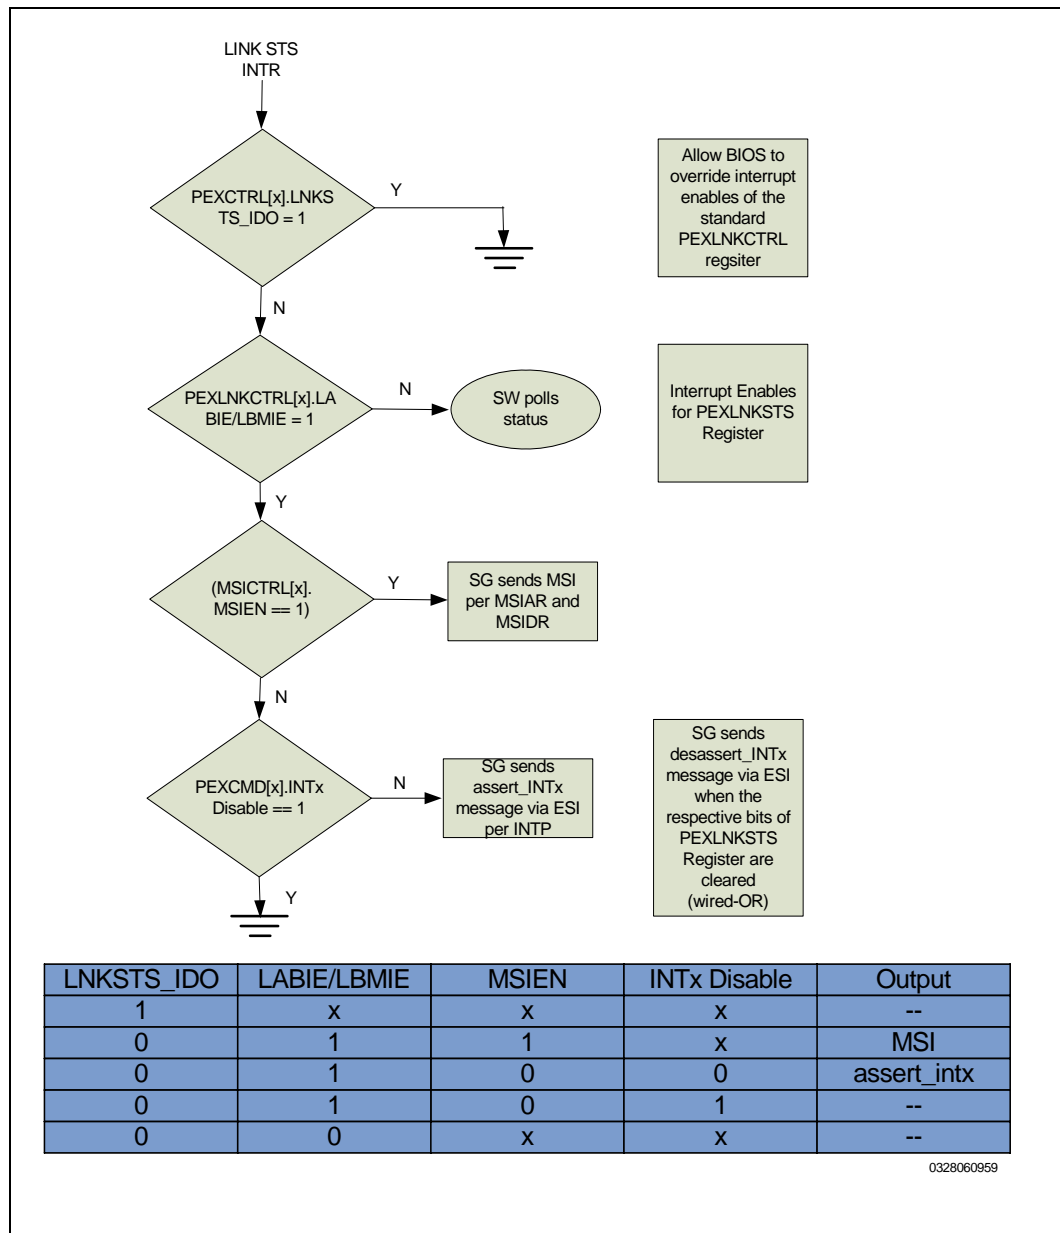 LINK STS
INTR
PEXCTRL[x].LNKS
TS_IDO = 1
Y
Allow BIOS to
override interrupt
enables of the
standard
PEXLNKCTRL
regsiter
N
PEXLNKCTRL[x].LA
BIE/LBMIE = 1
N
SW polls
status
Interrupt Enables
for PEXLNKSTS
Register
Y
(MSICTRL[x].
MSIEN == 1)
Y
SG sends MSI
per MSIAR and
MSIDR
N
PEXCMD[x].INTx
Disable == 1
N
SG sends
assert_INTx
message via ESI
per INTP
SG sends
desassert_INTx
message via ESI
when the
respective bits of
PEXLNKSTS
Register are
cleared
(wired-OR)
Y
LNKSTS_IDO LABIE/LBMIE MSIEN INTx Disable Output
1 x x x --
0 1 1 x MSI
0 1 0 0 assert_intx
0 1 0 1 --
0 0 x x --
0328060959